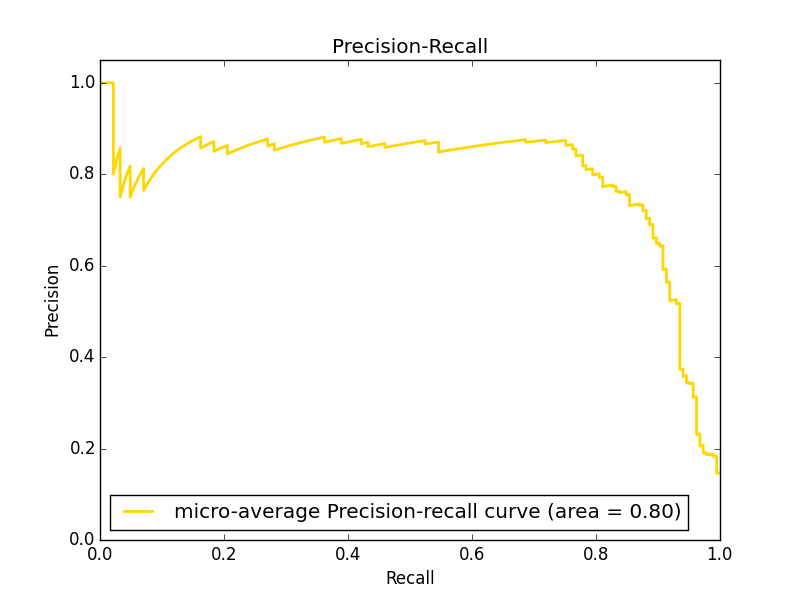 Precision-Recall
1.0
0.8
0.6
0.4
0.2
0.0
Precision
micro-average Precision-recall curve (area = 0.80)
0.0 0.2 0.4 0.6 0.8 1.0
Recall